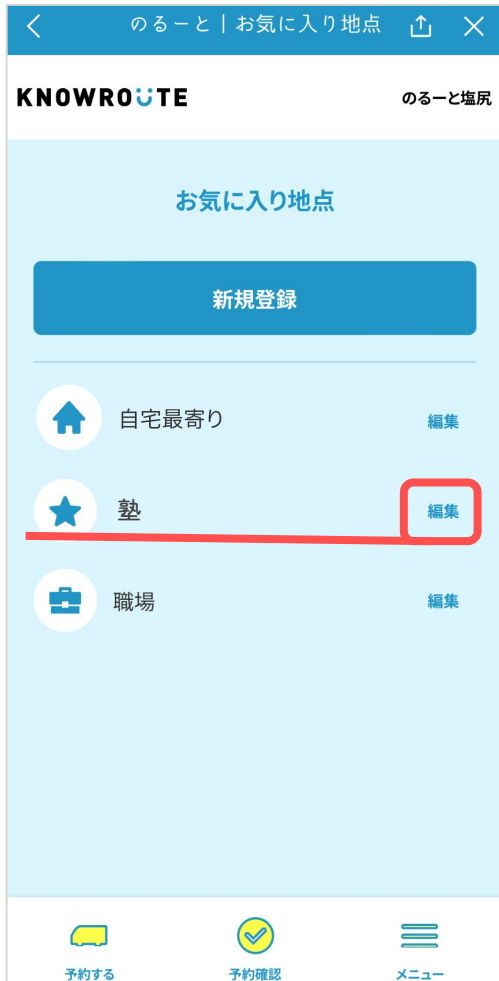 のるーと | お気に入り地点
KNOWROUTE
のるーと塩尻
お気に入り地点
新規登録
自宅最寄り
編集
塾
編集
職場
編集
予約する
予約確認
メニュー